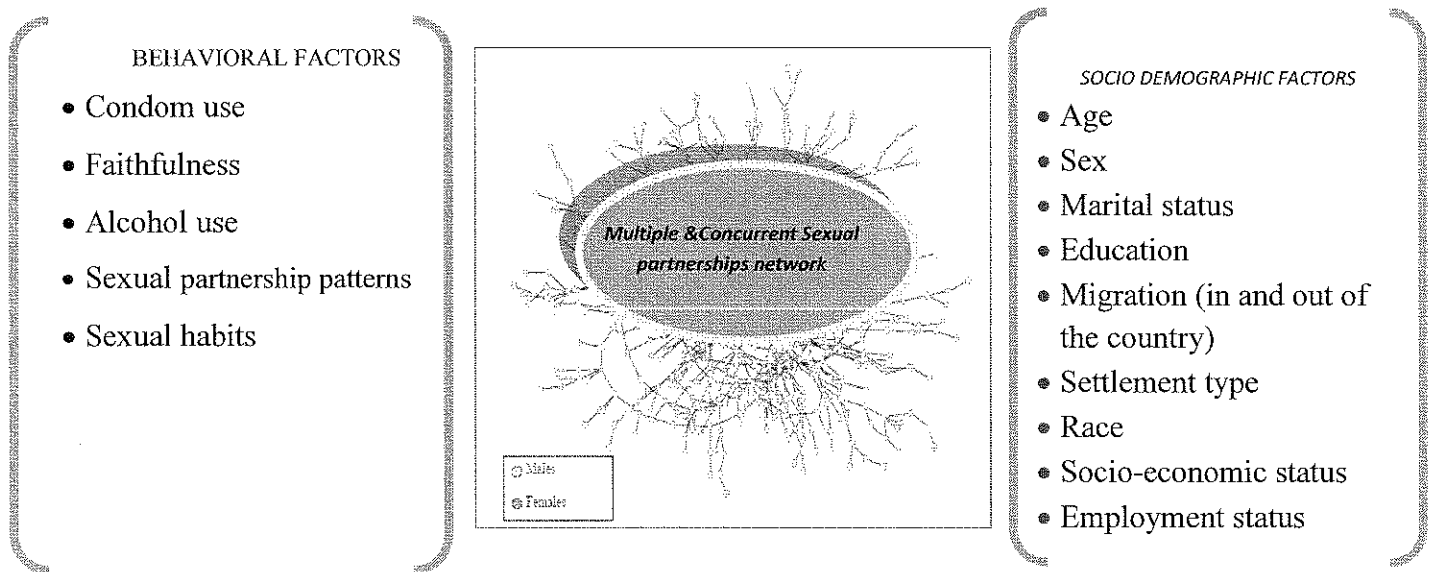 BEHAVIORAL FACTORS
• Condom use
• Faithfulness
• Alcohol use
• Sexual partnership patterns
• Sexual habits
Multiple &Concurrent Sexual
partnerships network
Males
Females
SOCIO DEMOGRAPHIC FACTORS
• Age
• Sex
• Marital status
• Education
• Migration (in and out of
the country)
• Settlement type
• Race
• Socio-economic status
• Employment status